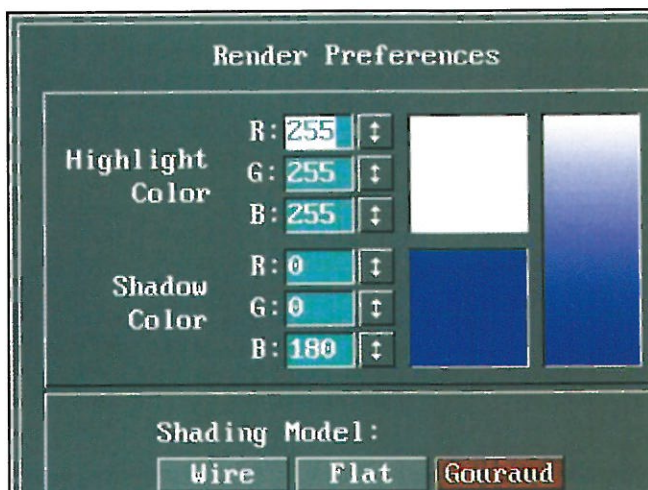 Render Preferences
Highlight Color
R: 255
G: 255
B: 255
Shadow Color
R: 0
G: 0
B: 180
Shading Model:
Wire Flat Gouraud